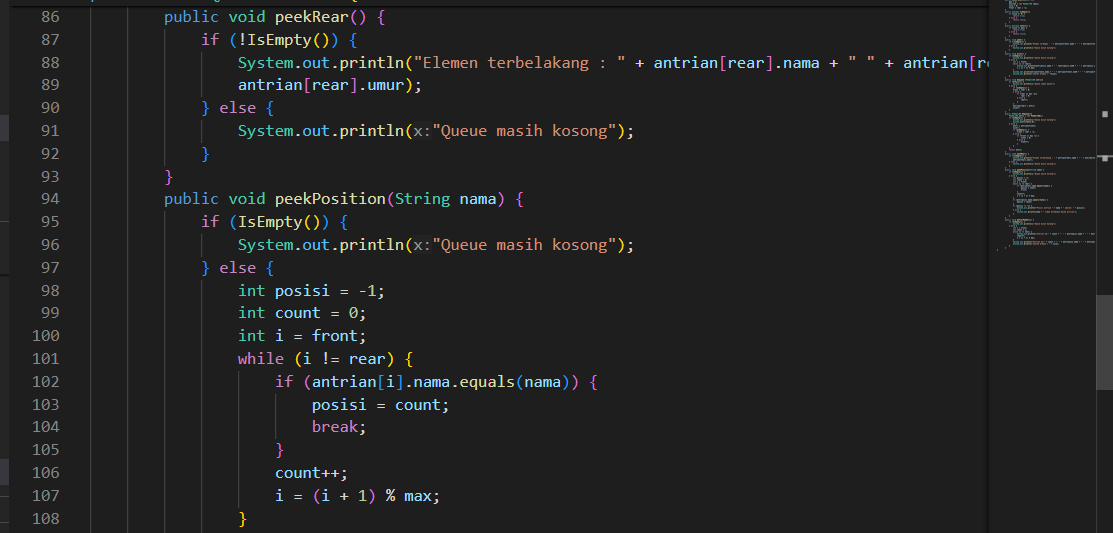 86 public void peekRear() {
87 if (!IsEmpty()) {
88 System.out.println("Elemen terbelakang : " + antrian[rear].nama + " " + antrian[re
89 antrian[rear].umur);
90 } else {
91 System.out.println(x:"Queue masih kosong");
92 }
93 }
94 public void peekPosition(String nama) {
95 if (IsEmpty()) {
96 System.out.println(x:"Queue masih kosong");
97 } else {
98 int posisi = -1;
99 int count = 0;
100 int i = front;
101 while (i != rear) {
102 if (antrian[i].nama.equals(nama)) {
103 posisi = count;
104 break;
105 }
106 count++;
107 i = (i + 1) % max;
108 }